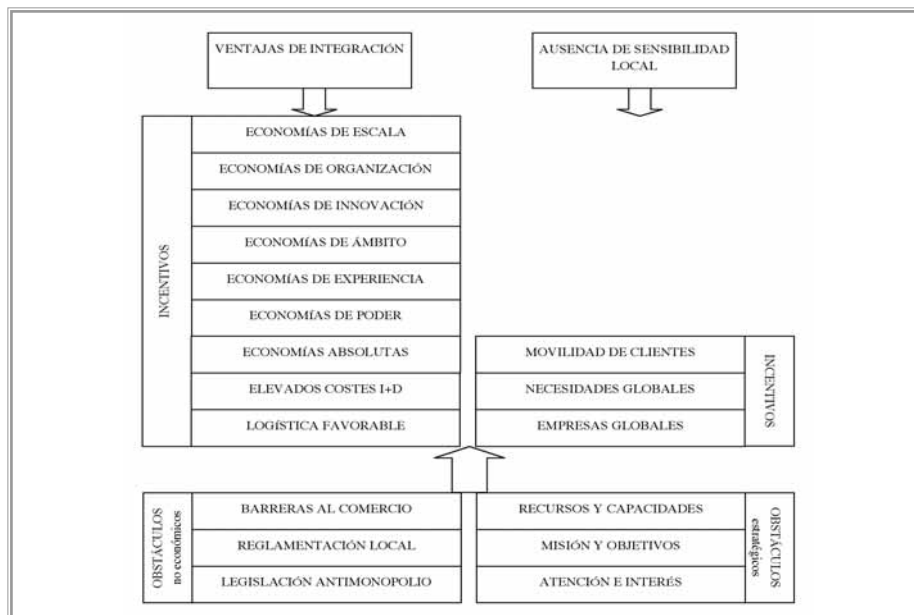 VENTAJAS DE INTEGRACIÓN
AUSENCIA DE SENSIBILIDAD
LOCAL
INCENTIVOS
ECONOMÍAS DE ESCALA
ECONOMÍAS DE ORGANIZACIÓN
ECONOMÍAS DE INNOVACIÓN
ECONOMÍAS DE ÁMBITO
ECONOMÍAS DE EXPERIENCIA
ECONOMÍAS DE PODER
ECONOMÍAS ABSOLUTAS
ELEVADOS COSTES I+D
LOGÍSTICA FAVORABLE
MOVILIDAD DE CLIENTES
NECESIDADES GLOBALES
EMPRESAS GLOBALES
INCENTIVOS
OBSTÁCULOS
no económicos
BARRERAS AL COMERCIO
REGLAMENTACIÓN LOCAL
LEGISLACIÓN ANTIMONOPOLIO
RECURSOS Y CAPACIDADES
MISIÓN Y OBJETIVOS
ATENCIÓN E INTERÉS
OBSTÁCULOS
estratégicos